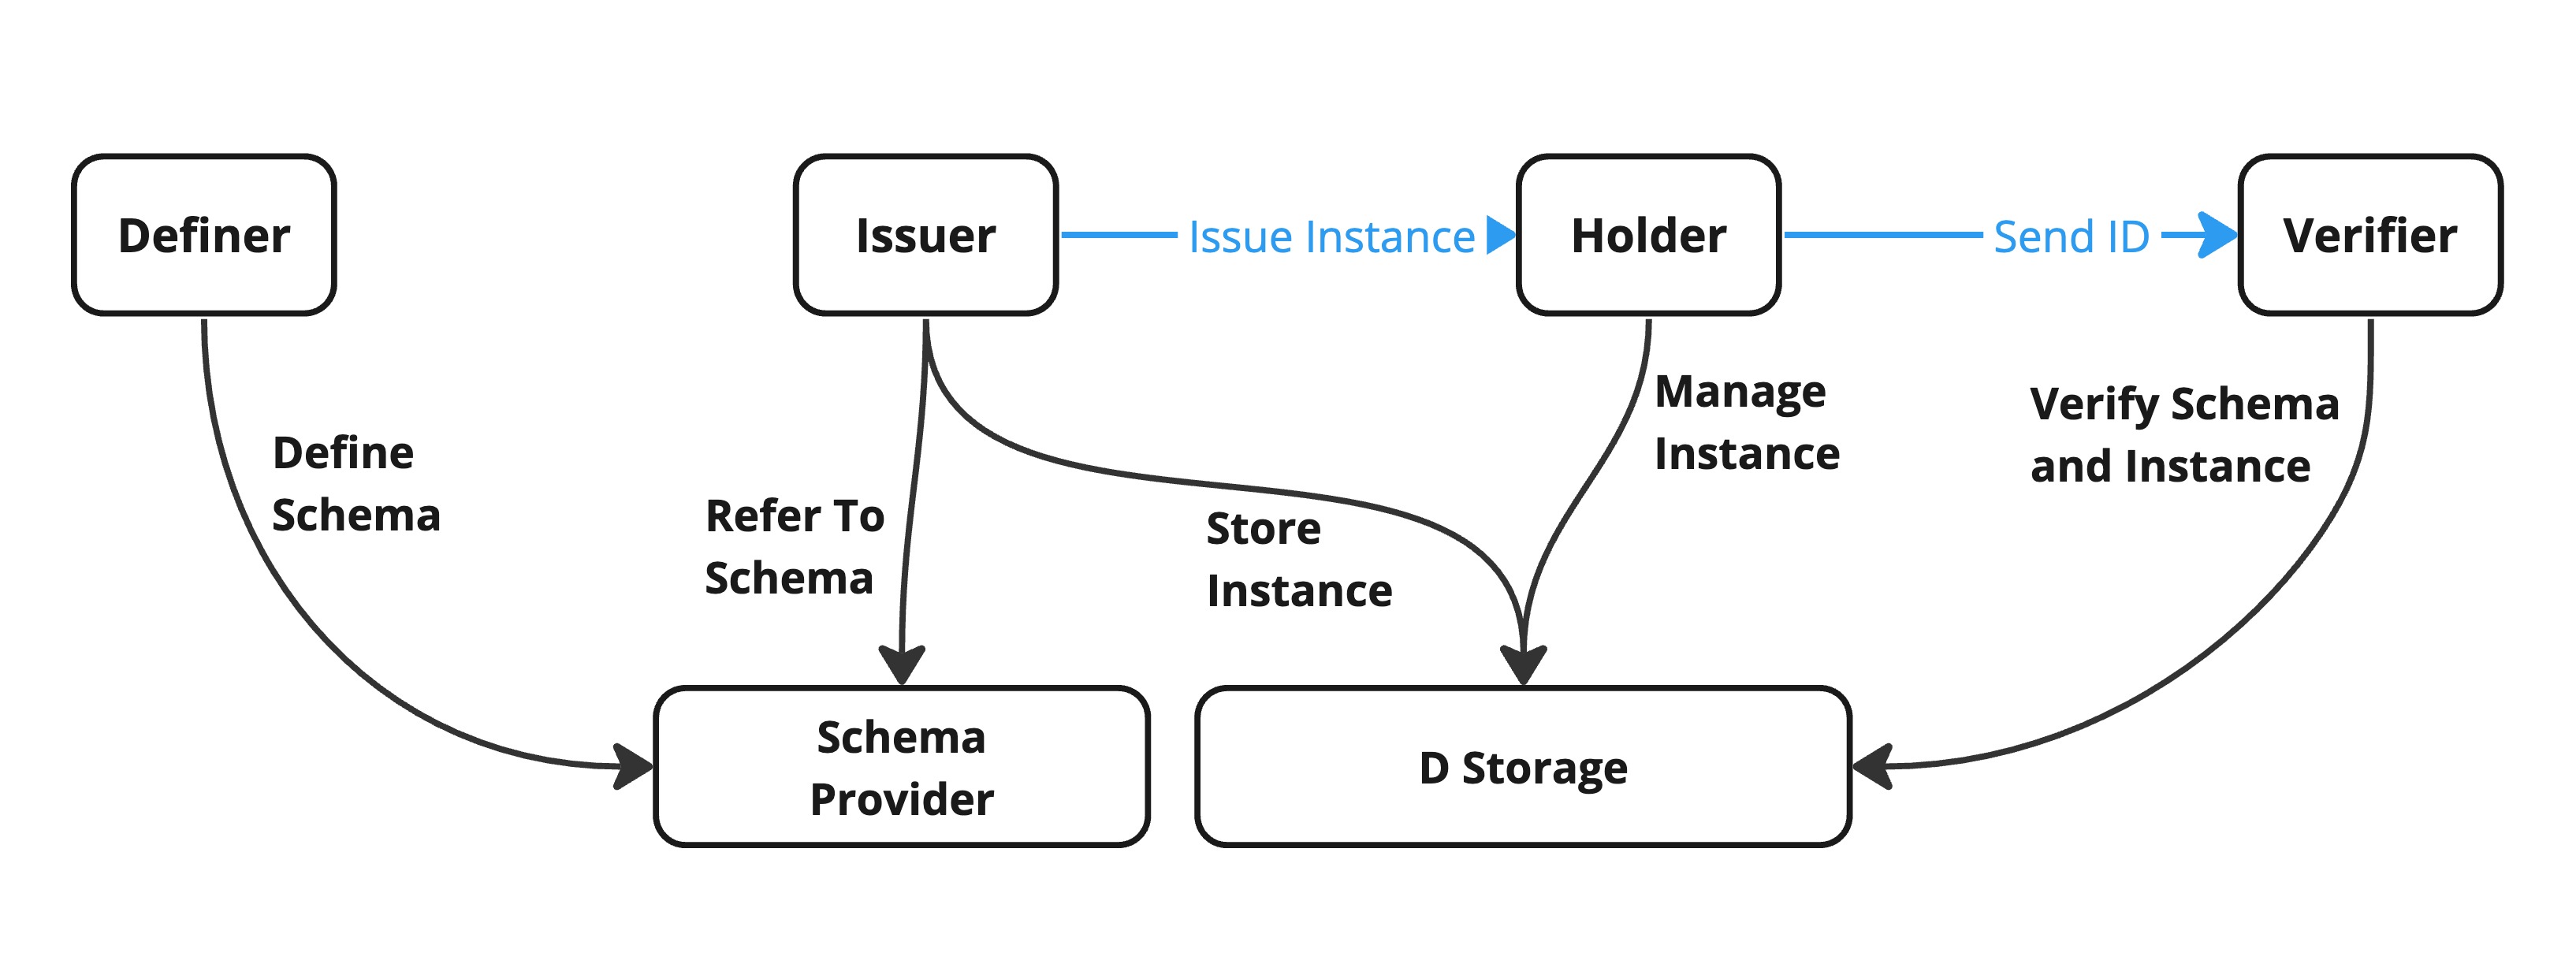 Definer
Issuer
Issue Instance
Holder
Send ID
Verifier
Define
Schema
Refer To
Schema
Store
Instance
Manage
Instance
Verify Schema
and Instance
Schema
Provider
D Storage